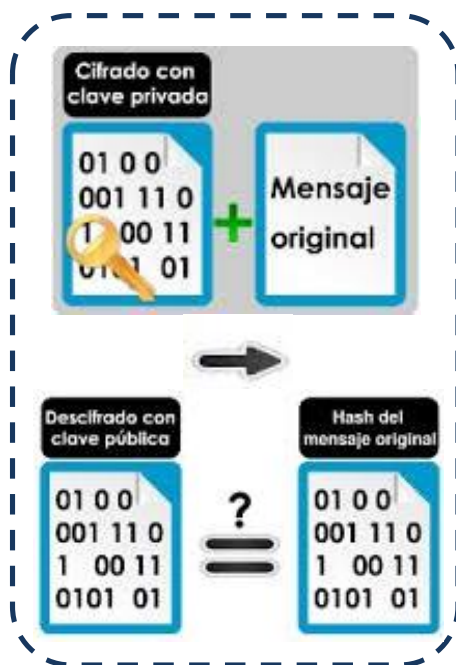 Cifrado con
clave privada
01 0 0
001 11 0
1 00 11
0101 01
+
Mensaje
original
Descifrado con
clave pública
Hash del
mensaje original
01 0 0
001 11 0
1 00 11
0101 01
?
=
01 0 0
001 11 0
1 00 11
0101 01